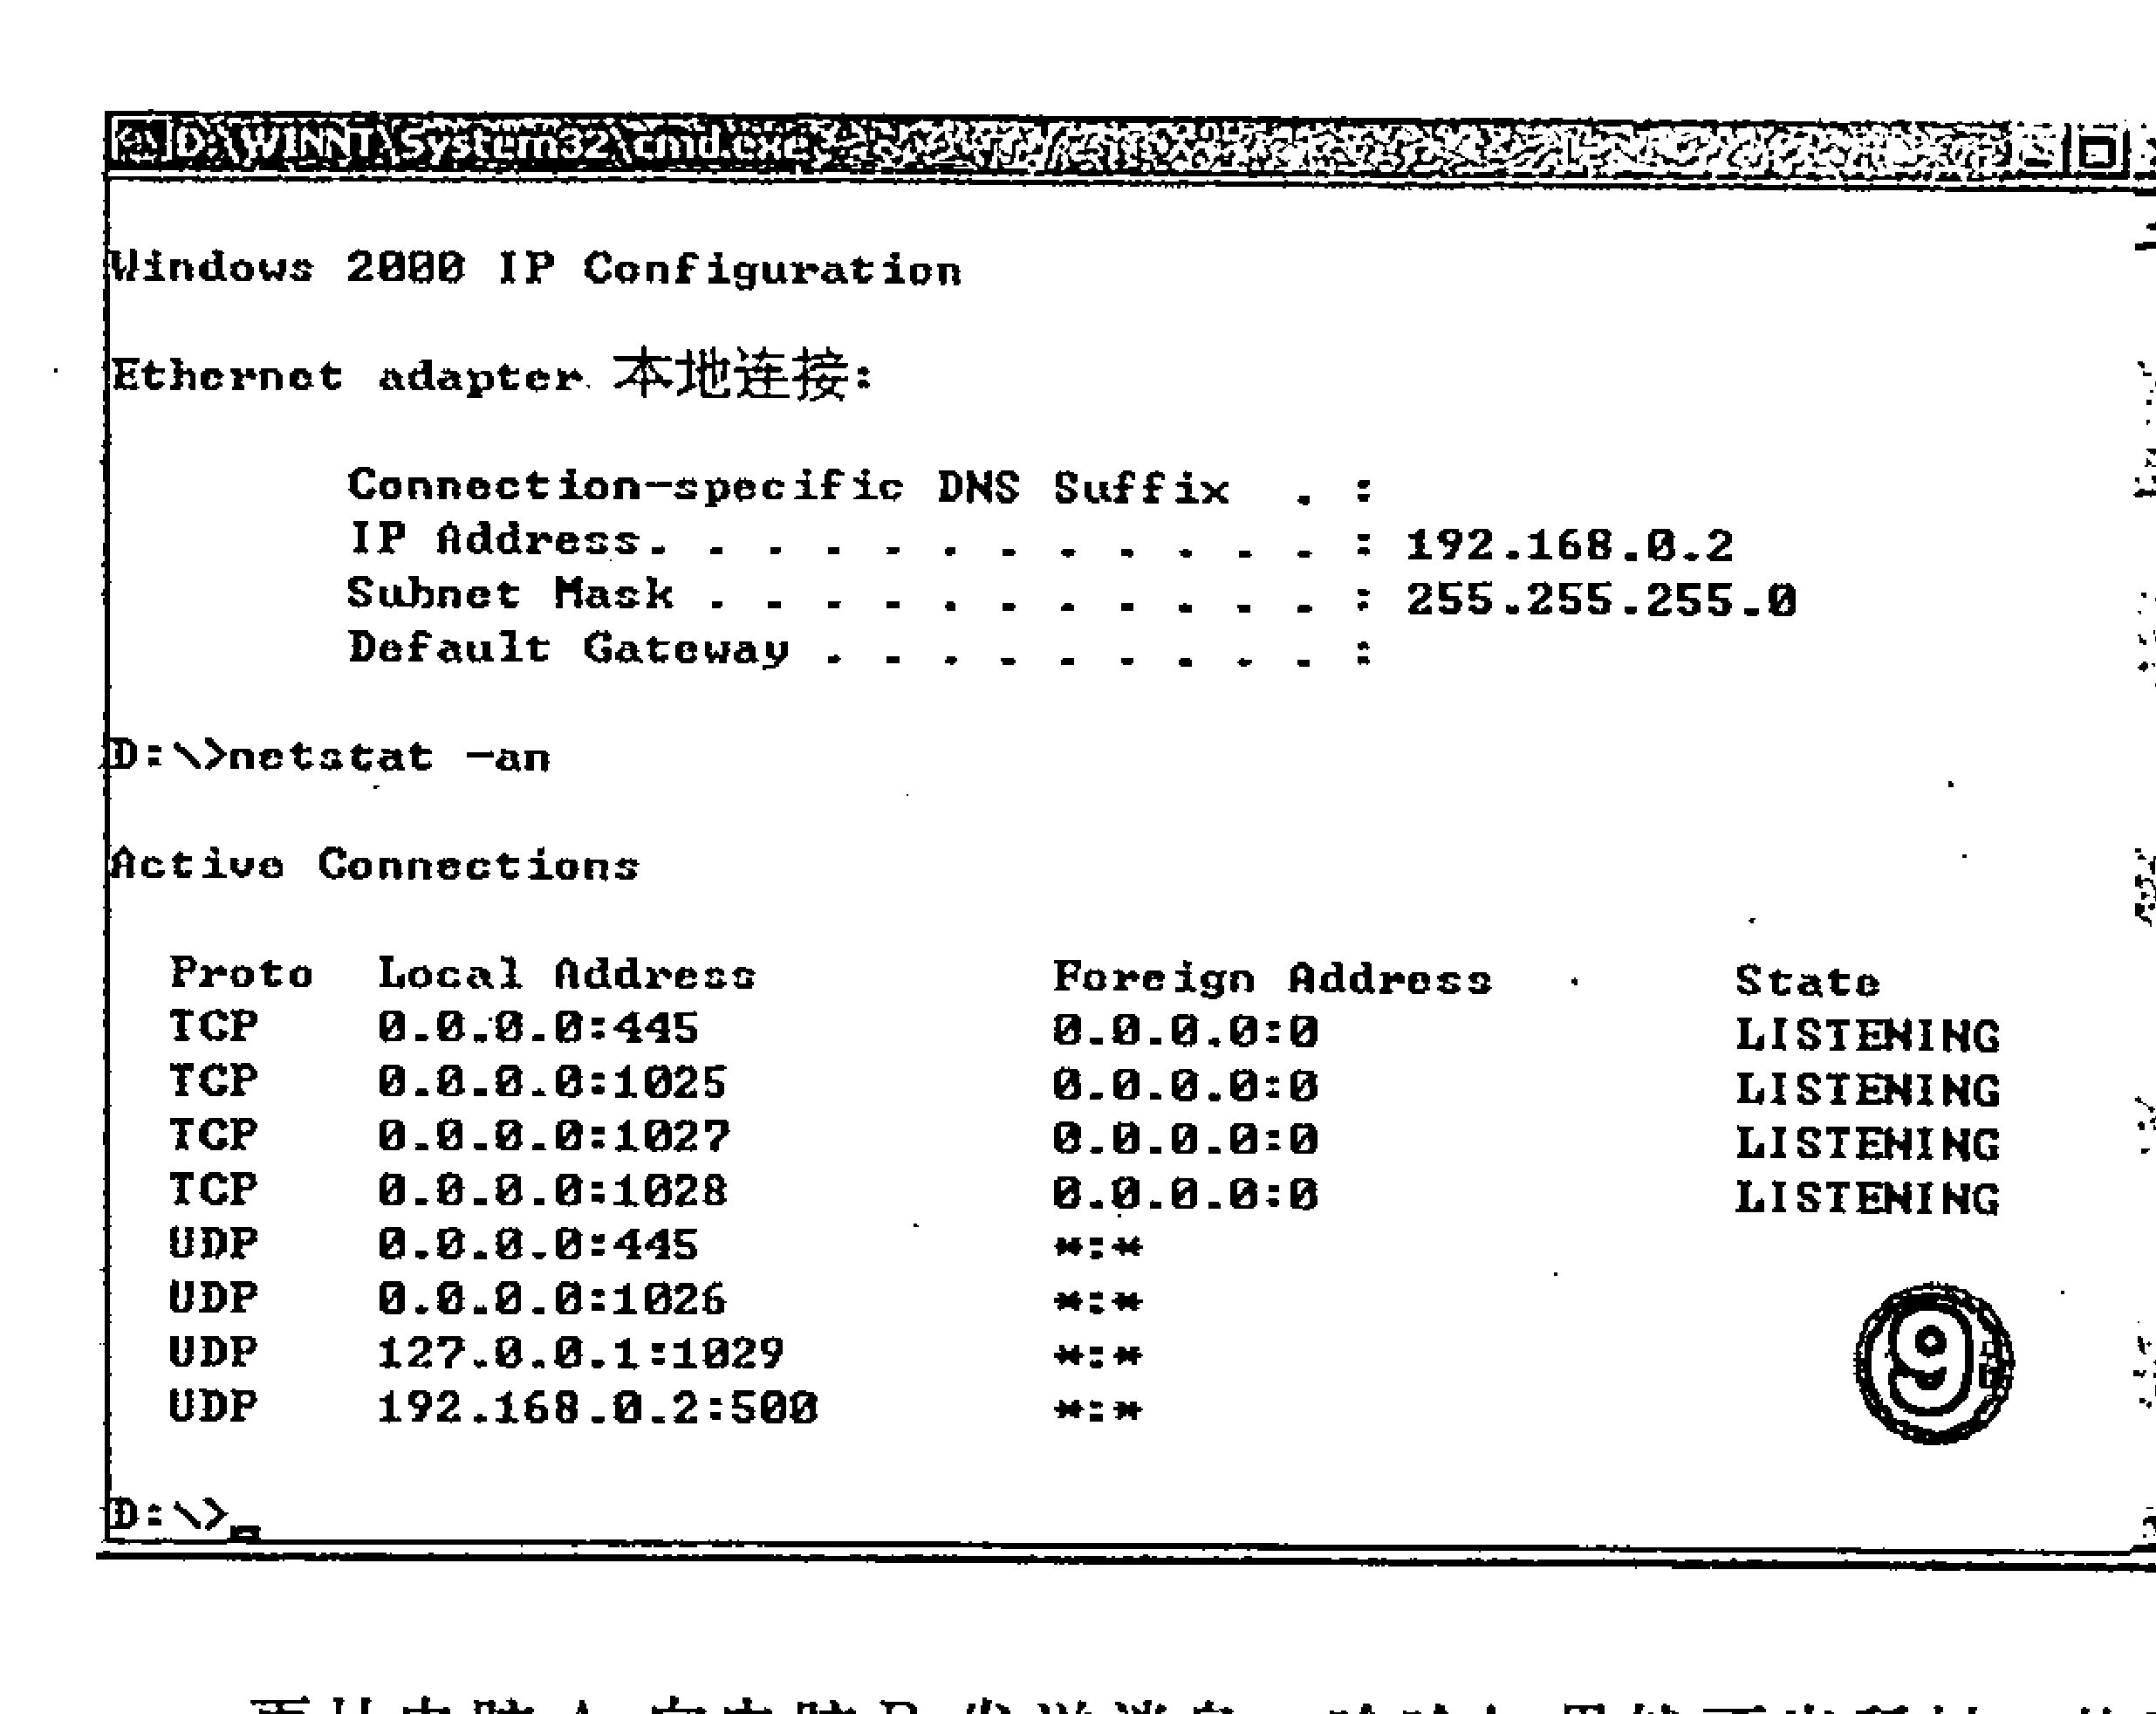 D:\WINNT\System32\cmd.exe
Windows 2000 IP Configuration
Ethernet adapter 本地连接:
Connection-specific DNS Suffix . :
IP Address. . . . . . . . . . . . : 192.168.0.2
Subnet Mask . . . . . . . . . . . : 255.255.255.0
Default Gateway . . . . . . . . . :
D:\>netstat -an
Active Connections
Proto Local Address Foreign Address State
TCP 0.0.0.0:445 0.0.0.0:0 LISTENING
TCP 0.0.0.0:1025 0.0.0.0:0 LISTENING
TCP 0.0.0.0:1027 0.0.0.0:0 LISTENING
TCP 0.0.0.0:1028 0.0.0.0:0 LISTENING
UDP 0.0.0.0:445 *:*
UDP 0.0.0.0:1026 *:*
UDP 127.0.0.1:1029 *:*
UDP 192.168.0.2:500 *:*
9
D:\>_